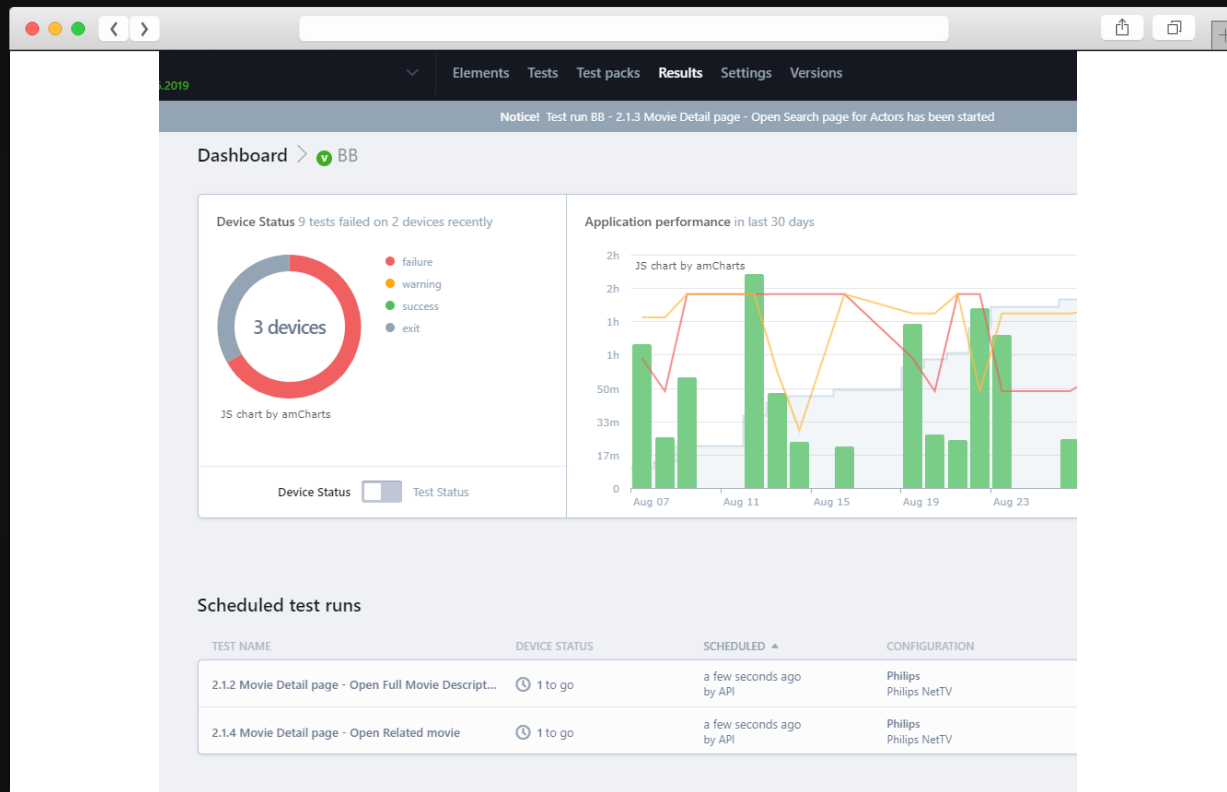 Elements Tests Test packs Results Settings Versions
5.2019
Notice! Test run BB - 2.1.3 Movie Detail page - Open Search page for Actors has been started
Dashboard v BB
Device Status 9 tests failed on 2 devices recently
failure
warning
success
exit
3 devices
JS chart by amCharts
Device Status Test Status
Application performance in last 30 days
JS chart by amCharts
2h
2h
1h
1h
50m
33m
17m
0
Aug 07 Aug 11 Aug 15 Aug 19 Aug 23
Scheduled test runs
TEST NAME DEVICE STATUS SCHEDULED CONFIGURATION
2.1.2 Movie Detail page - Open Full Movie Descript... 1 to go a few seconds ago Philips
by API Philips NetTV
2.1.4 Movie Detail page - Open Related movie 1 to go a few seconds ago Philips
by API Philips NetTV